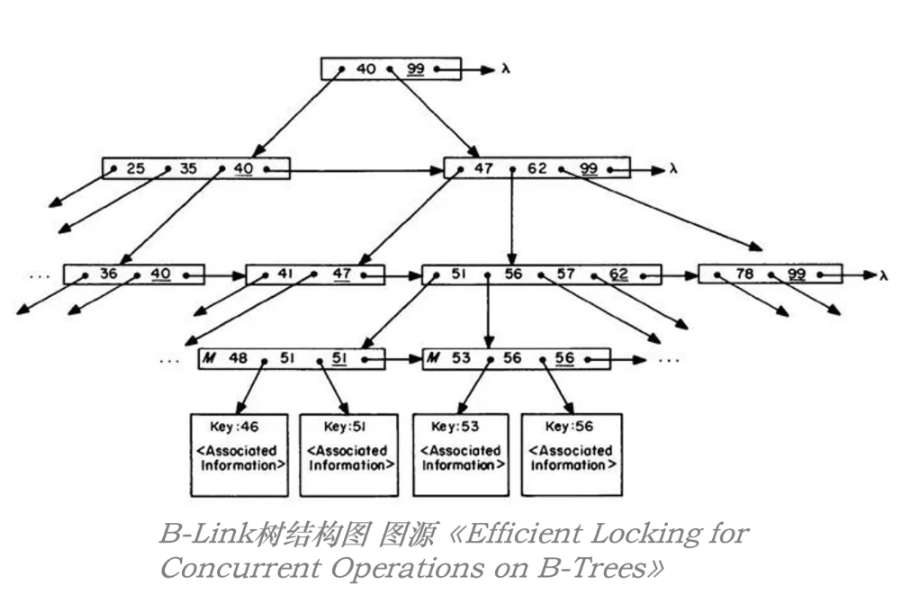 40 99 λ
25 35 40 47 62 99 λ
... 36 40 41 47 51 56 57 62 78 99 λ
... M 48 51 51 M 53 56 56 ...
Key:46 Key:51 Key:53 Key:56
<Associated Information> <Associated Information> <Associated Information> <Associated Information>
B-Link树结构图 图源《Efficient Locking for
Concurrent Operations on B-Trees》